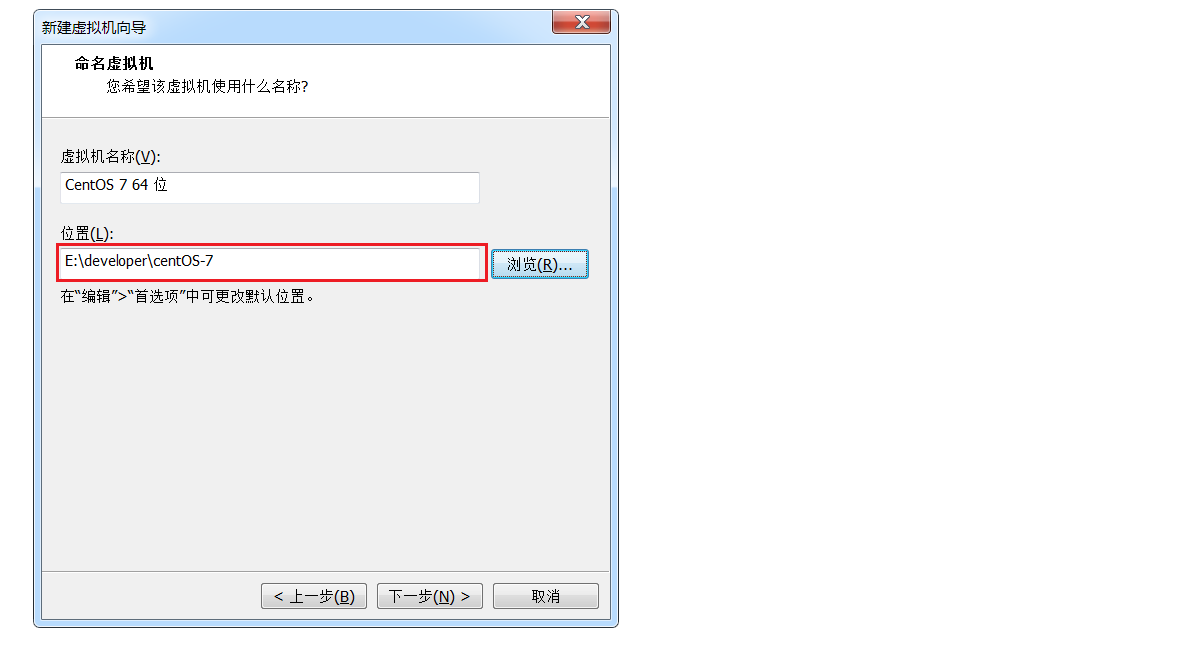 新建虚拟机向导
命名虚拟机
您希望该虚拟机使用什么名称?
虚拟机名称(V):
CentOS 7 64 位
位置(L):
E:\developer\centOS-7
浏览(R)...
在“编辑”>“首选项”中可更改默认位置。
< 上一步(B) 下一步(N) > 取消